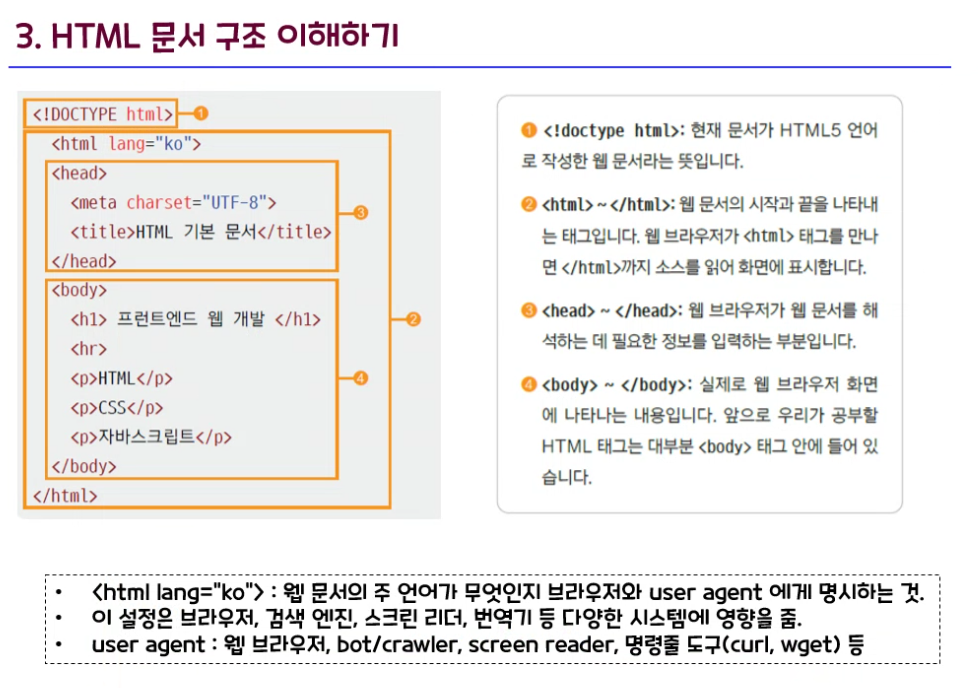 3. HTML 문서 구조 이해하기
<!DOCTYPE html> ①
<html lang="ko">
<head>
<meta charset="UTF-8">
<title>HTML 기본 문서</title>
③
</head>
<body>
<h1> 프런트엔드 웹 개발 </h1>
②
<hr>
<p>HTML</p>
④
<p>CSS</p>
<p>자바스크립트</p>
</body>
</html>
① <!doctype html>: 현재 문서가 HTML5 언어
로 작성한 웹 문서라는 뜻입니다.
② <html> ~ </html>: 웹 문서의 시작과 끝을 나타내
는 태그입니다. 웹 브라우저가 <html> 태그를 만나
면 </html>까지 소스를 읽어 화면에 표시합니다.
③ <head> ~ </head>: 웹 브라우저가 웹 문서를 해
석하는 데 필요한 정보를 입력하는 부분입니다.
④ <body> ~ </body>: 실제로 웹 브라우저 화면
에 나타나는 내용입니다. 앞으로 우리가 공부할
HTML 태그는 대부분 <body> 태그 안에 들어 있
습니다.
• <html lang="ko"> : 웹 문서의 주 언어가 무엇인지 브라우저와 user agent 에게 명시하는 것.
• 이 설정은 브라우저, 검색 엔진, 스크린 리더, 번역기 등 다양한 시스템에 영향을 줌.
• user agent : 웹 브라우저, bot/crawler, screen reader, 명령줄 도구(curl, wget) 등